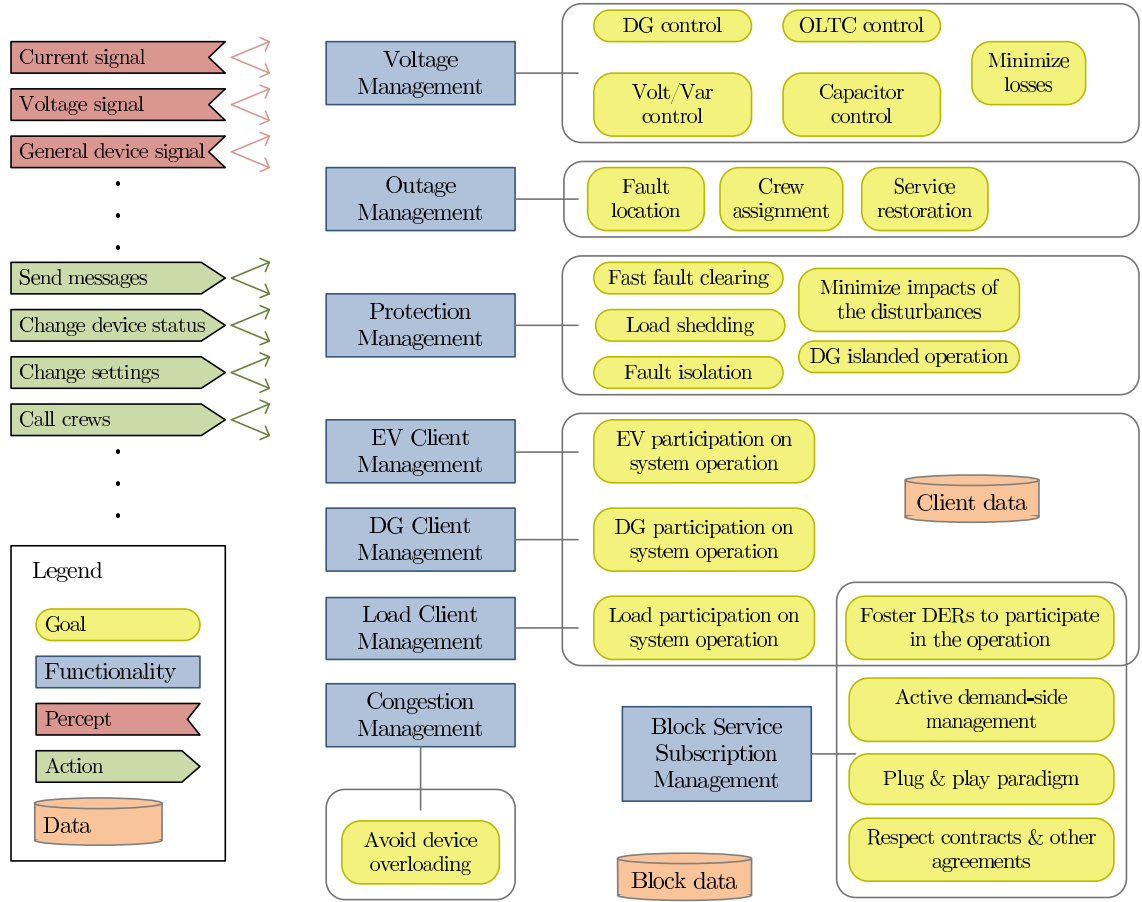 Current signal
Voltage signal
General device signal
Send messages
Change device status
Change settings
Call crews
Legend
Goal
Functionality
Percept
Action
Data
Voltage
Management
DG control
OLTC control
Minimize
losses
Volt/Var
control
Capacitor
control
Outage
Management
Fault
location
Crew
assignment
Service
restoration
Protection
Management
Fast fault clearing
Load shedding
Fault isolation
Minimize impacts of
the disturbances
DG islanded operation
EV Client
Management
EV participation on
system operation
Client data
DG Client
Management
DG participation on
system operation
Load Client
Management
Load participation on
system operation
Foster DERs to participate
in the operation
Congestion
Management
Avoid device
overloading
Block Service
Subscription
Management
Active demand-side
management
Plug & play paradigm
Respect contracts & other
agreements
Block data